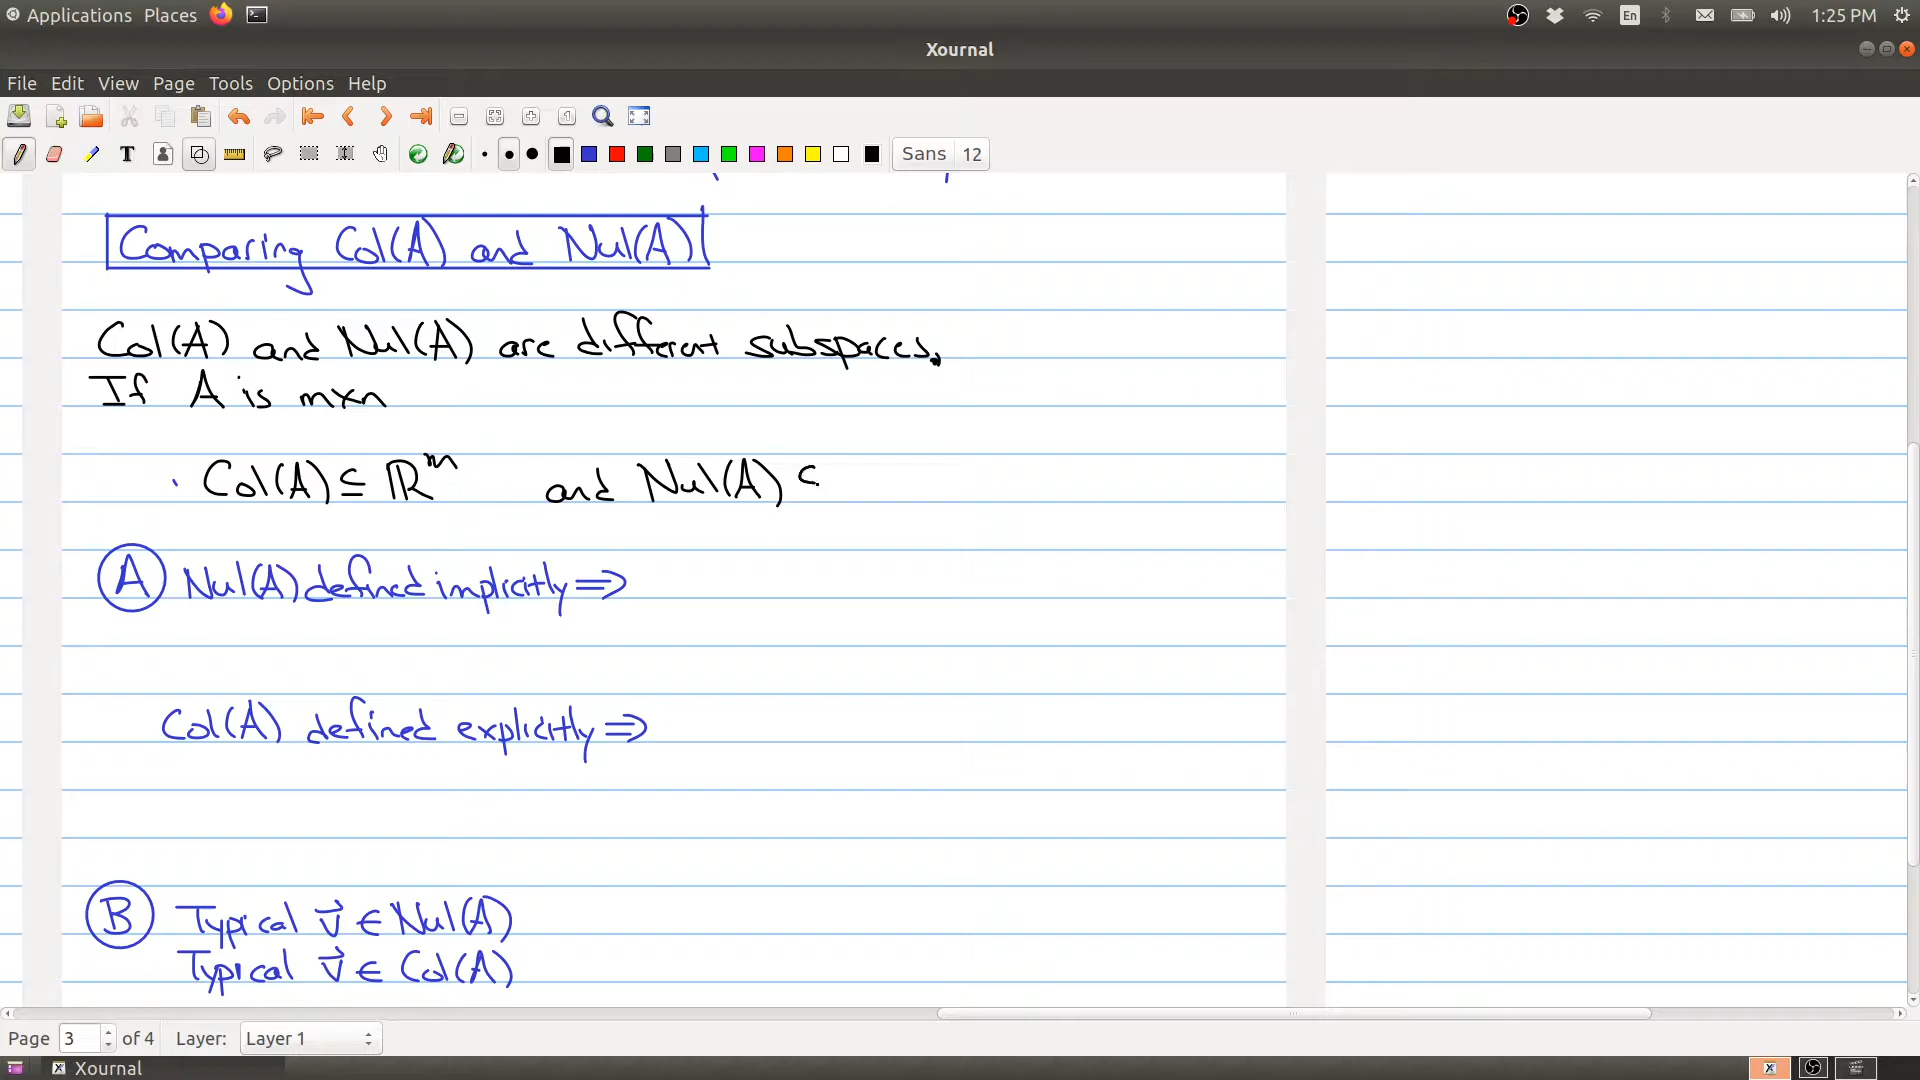 Applications Places En 1:25 PM
Xournal
File Edit View Page Tools Options Help
Sans 12
Comparing Col(A) and Nul(A)
Col(A) and Nul(A) are different subspaces.
If A is m×n
· Col(A) ⊆ ℝ^m and Nul(A) ⊂
Ⓐ Nul(A) defined implicitly ⇒
Col(A) defined explicitly ⇒
Ⓑ Typical v⃗ ∈ Nul(A)
Typical v⃗ ∈ Col(A)
Page 3 of 4 Layer: Layer 1
Xournal